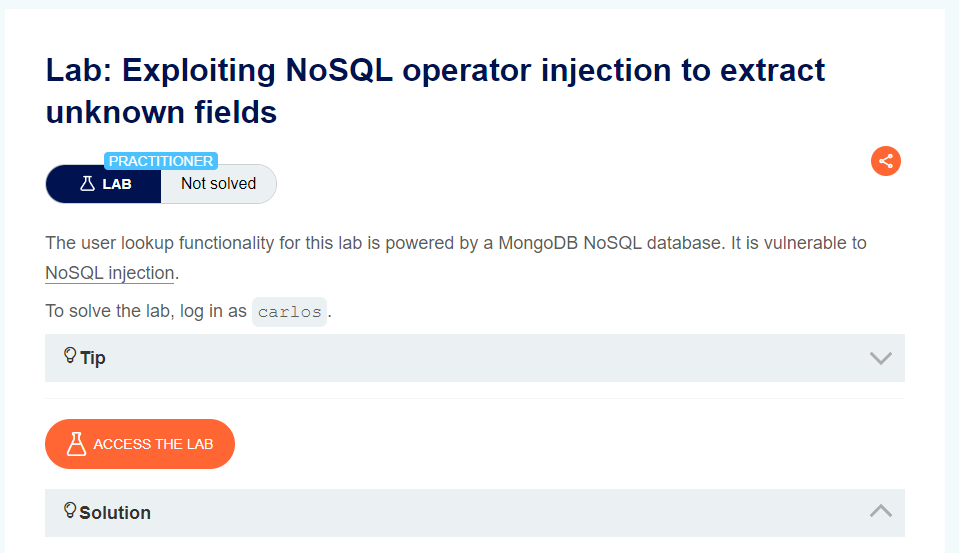 Lab: Exploiting NoSQL operator injection to extract
unknown fields
PRACTITIONER
LAB Not solved
The user lookup functionality for this lab is powered by a MongoDB NoSQL database. It is vulnerable to
NoSQL injection.
To solve the lab, log in as carlos.
Tip
ACCESS THE LAB
Solution